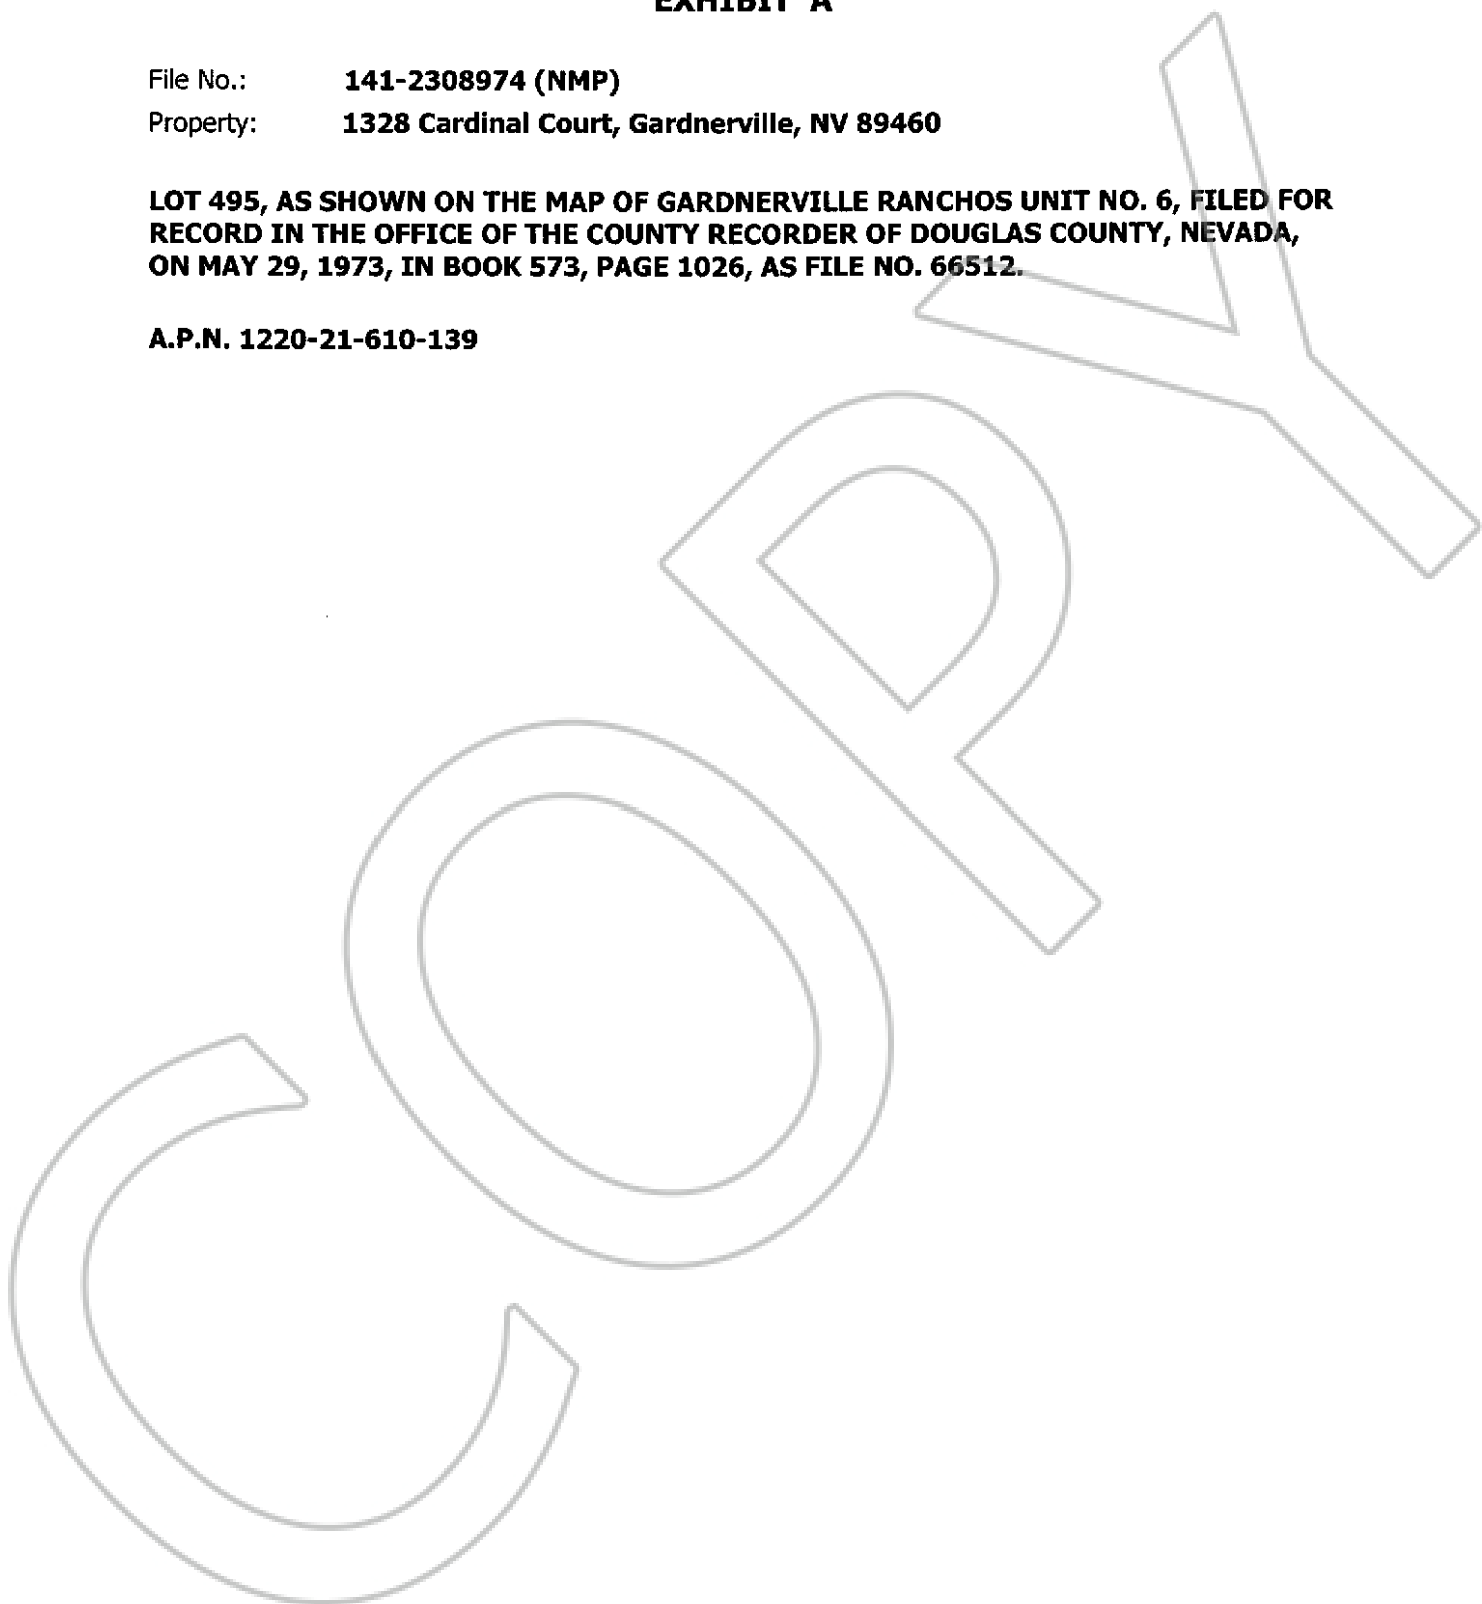 EXHIBIT 'A'
File No.: 141-2308974 (NMP)
Property: 1328 Cardinal Court, Gardnerville, NV 89460
LOT 495, AS SHOWN ON THE MAP OF GARDNERVILLE RANCHOS UNIT NO. 6, FILED FOR
RECORD IN THE OFFICE OF THE COUNTY RECORDER OF DOUGLAS COUNTY, NEVADA,
ON MAY 29, 1973, IN BOOK 573, PAGE 1026, AS FILE NO. 66512.
A.P.N. 1220-21-610-139
COPY